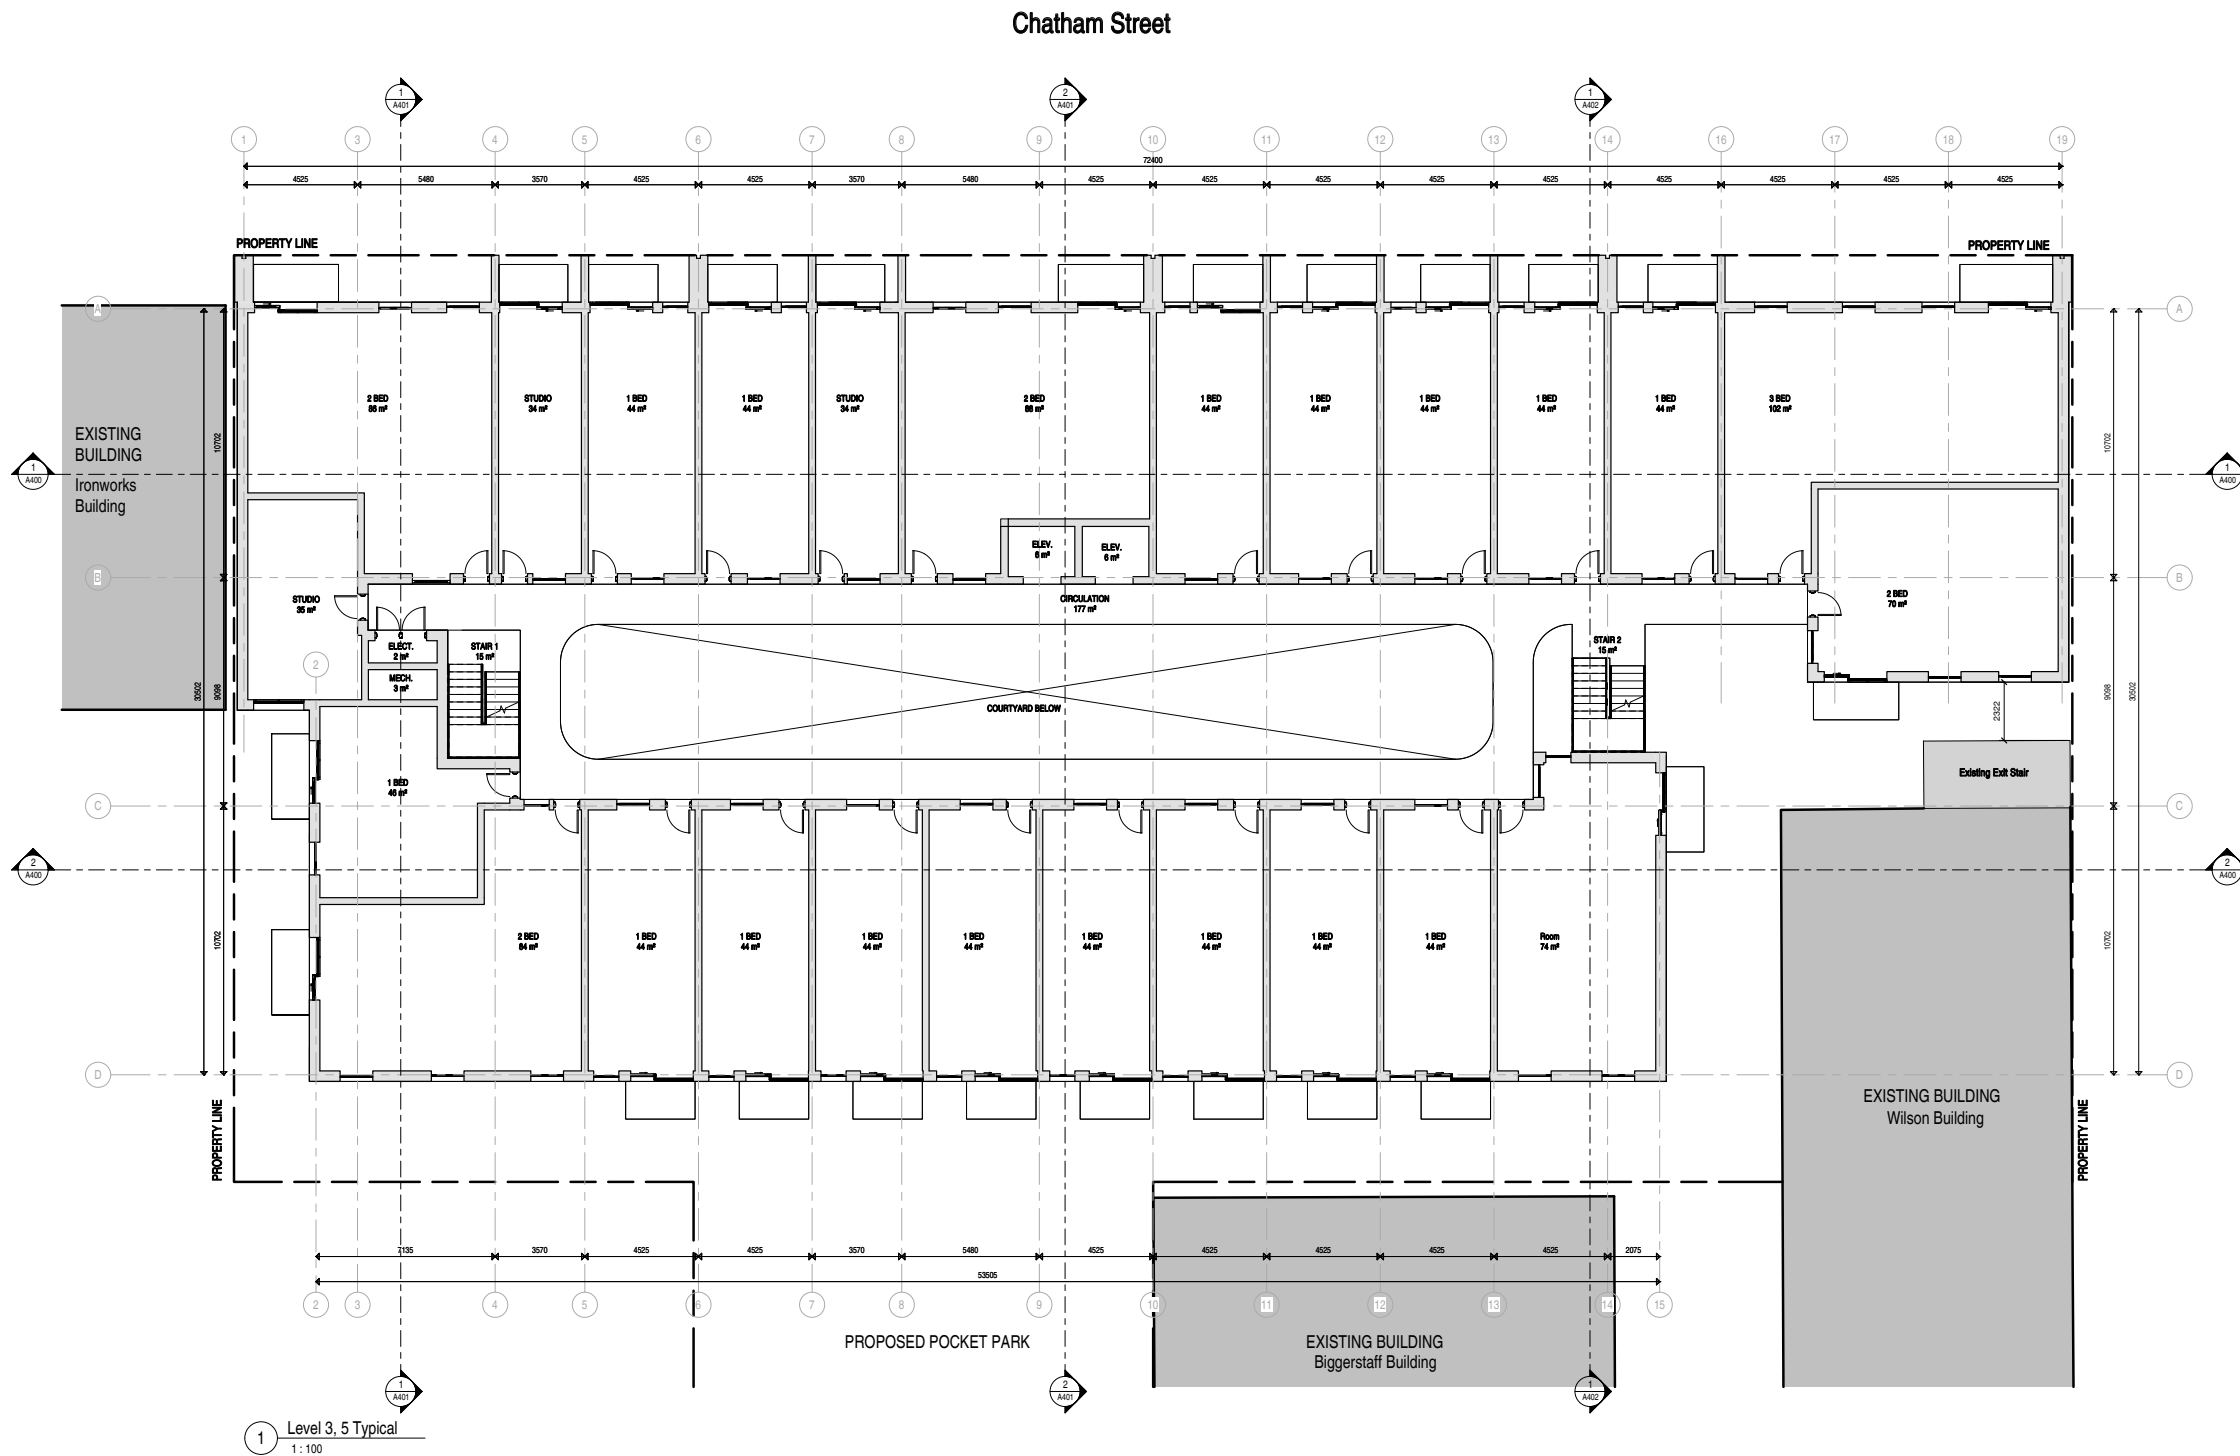 Chatham Street
1
A401
2
A401
1
A402
1
3
4
5
6
7
8
9
10
11
12
13
14
16
17
18
19
72400
4525
5480
3570
4525
4525
3570
5480
4525
4525
4525
4525
4525
4525
4525
4525
4525
PROPERTY LINE
PROPERTY LINE
A
A
2 BED
86 m²
STUDIO
34 m²
1 BED
44 m²
1 BED
44 m²
STUDIO
34 m²
2 BED
86 m²
1 BED
44 m²
1 BED
44 m²
1 BED
44 m²
1 BED
44 m²
1 BED
44 m²
3 BED
102 m²
EXISTING
BUILDING
Ironworks
Building
10702
10702
1
A400
1
A400
ELEV.
6 m²
ELEV.
6 m²
B
B
STUDIO
35 m²
CIRCULATION
177 m²
2 BED
70 m²
ELECT.
2 m²
STAIR 1
15 m²
STAIR 2
15 m²
2
MECH.
3 m²
30502
9098
9098
30502
COURTYARD BELOW
2322
Existing Exit Stair
1 BED
46 m²
C
C
2
A400
2
A400
10702
10702
2 BED
84 m²
1 BED
44 m²
1 BED
44 m²
1 BED
44 m²
1 BED
44 m²
1 BED
44 m²
1 BED
44 m²
1 BED
44 m²
1 BED
44 m²
Room
74 m²
D
D
EXISTING BUILDING
Wilson Building
PROPERTY LINE
PROPERTY LINE
7135
3570
4525
4525
3570
5480
4525
4525
4525
4525
4525
2075
53505
2
3
4
5
6
7
8
9
10
11
12
13
14
15
PROPOSED POCKET PARK
EXISTING BUILDING
Biggerstaff Building
1
A401
2
A401
1
A402
1
Level 3, 5 Typical
1 : 100